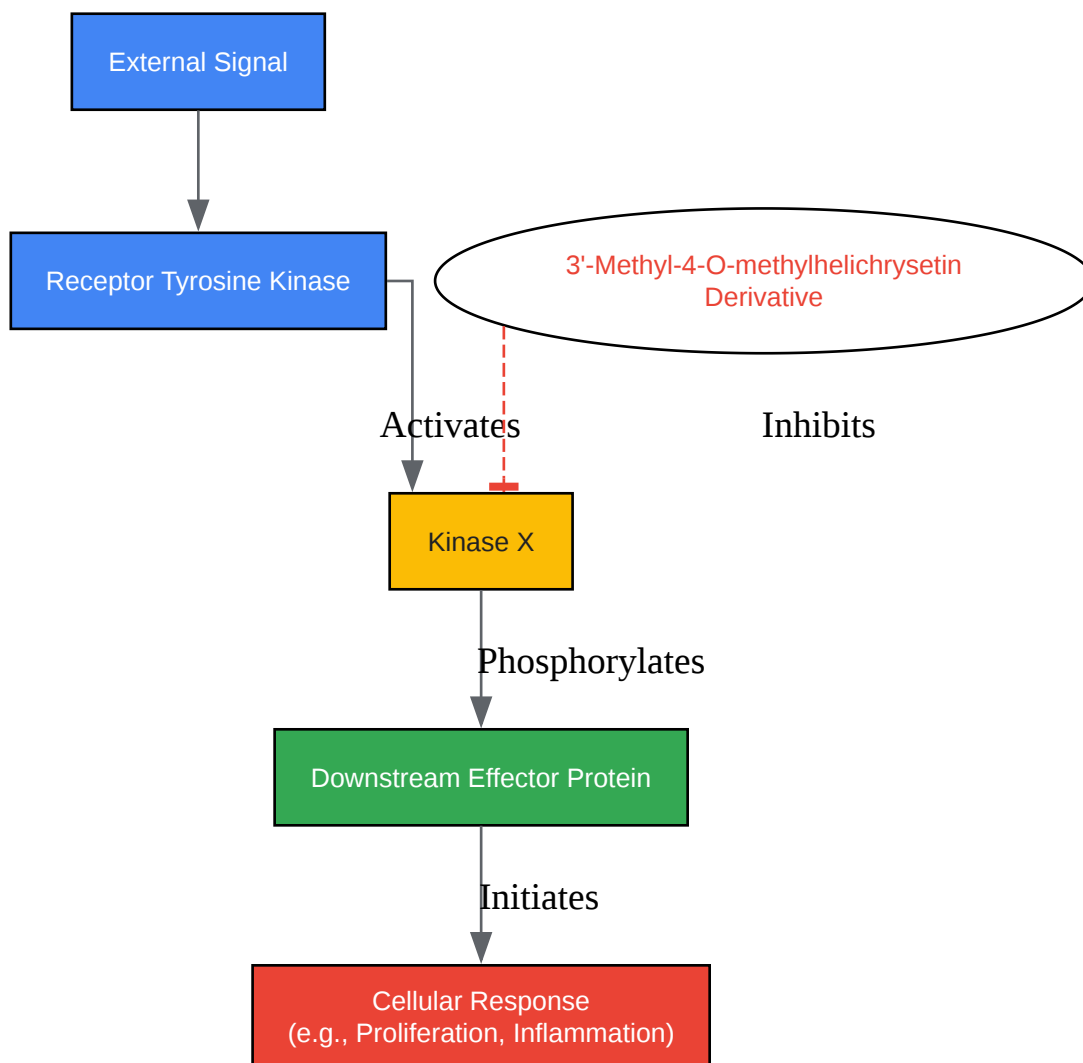 External Signal
Receptor Tyrosine Kinase
3'-Methyl-4-O-methylhelichrysetin
Derivative
Activates
Inhibits
Kinase X
Phosphorylates
Downstream Effector Protein
Initiates
Cellular Response
(e.g., Proliferation, Inflammation)